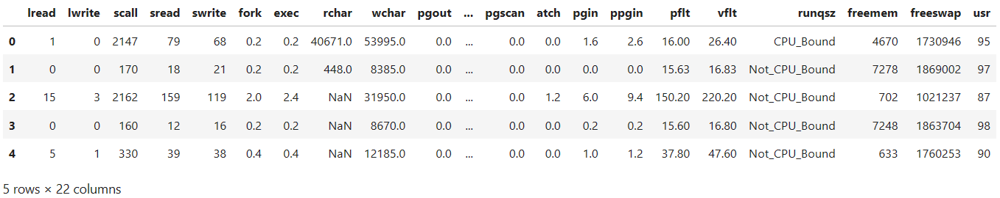 lread lwrite scall sread swrite fork exec rchar wchar pgout ... pgscan atch pgin ppgin pflt vflt runqsz freemem freeswap usr
0 1 0 2147 79 68 0.2 0.2 40671.0 53995.0 0.0 ... 0.0 0.0 1.6 2.6 16.00 26.40 CPU_Bound 4670 1730946 95
1 0 0 170 18 21 0.2 0.2 448.0 8385.0 0.0 ... 0.0 0.0 0.0 0.0 15.63 16.83 Not_CPU_Bound 7278 1869002 97
2 15 3 2162 159 119 2.0 2.4 NaN 31950.0 0.0 ... 0.0 1.2 6.0 9.4 150.20 220.20 Not_CPU_Bound 702 1021237 87
3 0 0 160 12 16 0.2 0.2 NaN 8670.0 0.0 ... 0.0 0.0 0.2 0.2 15.60 16.80 Not_CPU_Bound 7248 1863704 98
4 5 1 330 39 38 0.4 0.4 NaN 12185.0 0.0 ... 0.0 0.0 1.0 1.2 37.80 47.60 Not_CPU_Bound 633 1760253 90
5 rows × 22 columns